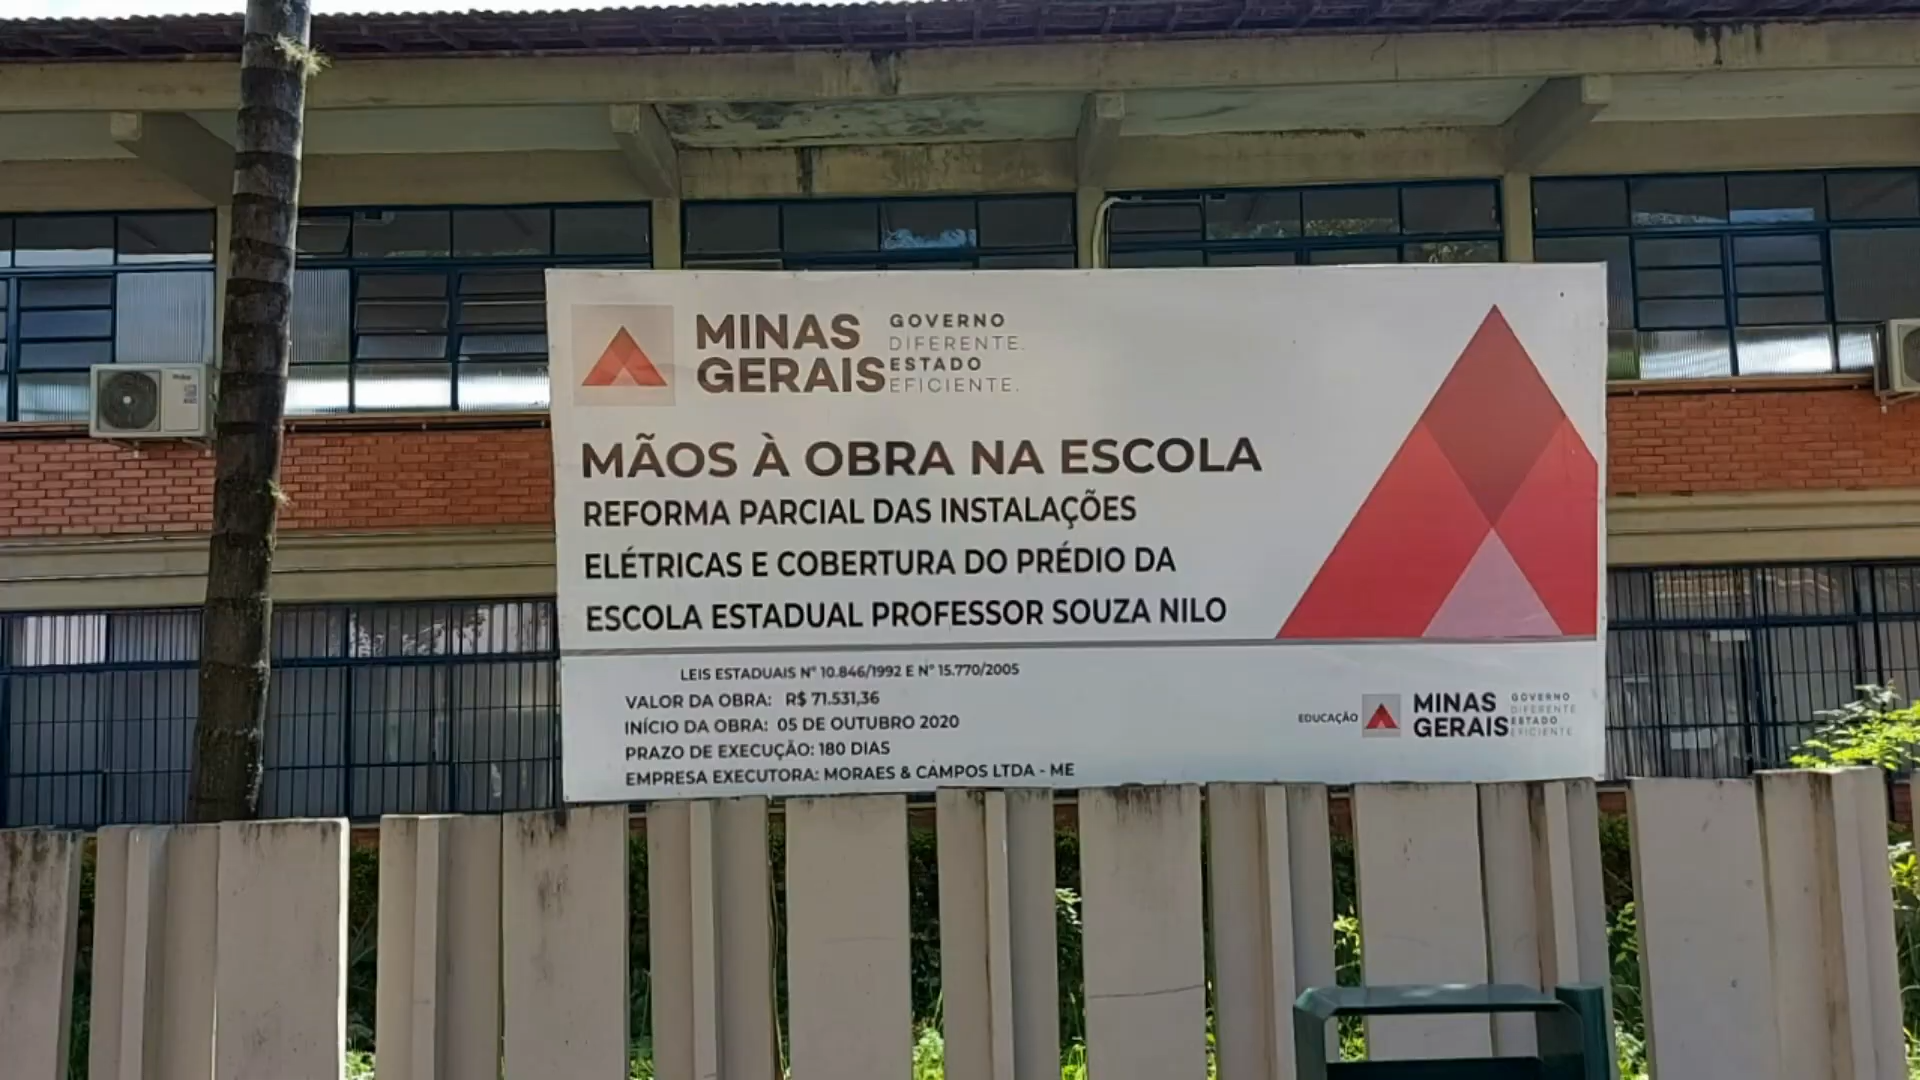 MINAS
GERAIS
GOVERNO
DIFERENTE.
ESTADO
EFICIENTE.
MÃOS À OBRA NA ESCOLA
REFORMA PARCIAL DAS INSTALAÇÕES
ELÉTRICAS E COBERTURA DO PRÉDIO DA
ESCOLA ESTADUAL PROFESSOR SOUZA NILO
LEIS ESTADUAIS Nº 10.846/1992 E Nº 15.770/2005
VALOR DA OBRA: R$ 71.531,36
INÍCIO DA OBRA: 05 DE OUTUBRO 2020
PRAZO DE EXECUÇÃO: 180 DIAS
EMPRESA EXECUTORA: MORAES & CAMPOS LTDA - ME
EDUCAÇÃO
MINAS
GERAIS
GOVERNO
DIFERENTE
ESTADO
EFICIENTE